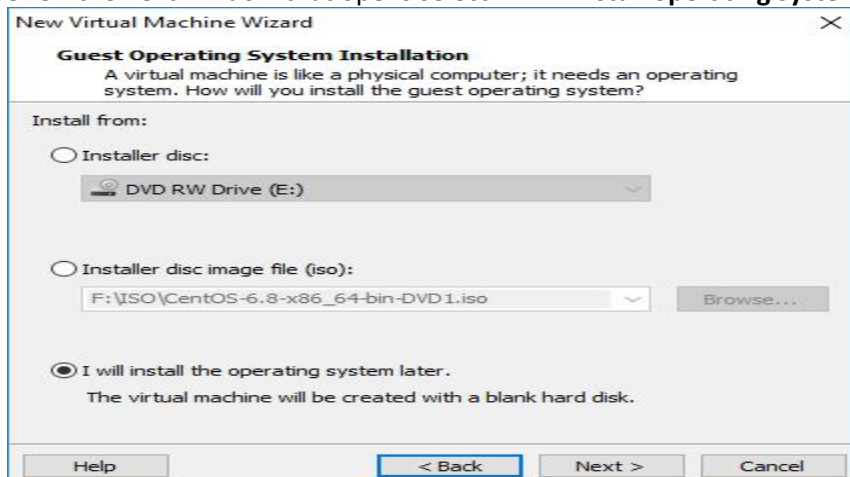 New Virtual Machine Wizard
Guest Operating System Installation
A virtual machine is like a physical computer; it needs an operating
system. How will you install the guest operating system?
Install from:
Installer disc:
DVD RW Drive (E:)
Installer disc image file (iso):
F:\ISO\CentOS-6.8-x86_64-bin-DVD1.iso
Browse...
I will install the operating system later.
The virtual machine will be created with a blank hard disk.
Help
< Back
Next >
Cancel